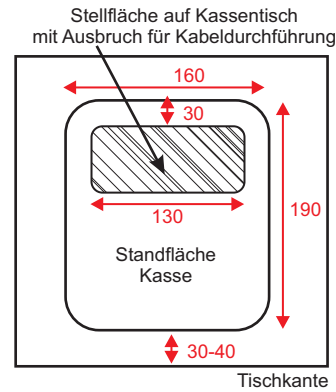 Stellfläche auf Kassentisch
mit Ausbruch für Kabeldurchführung
160
30
130
190
Standfläche
Kasse
30-40
Tischkante